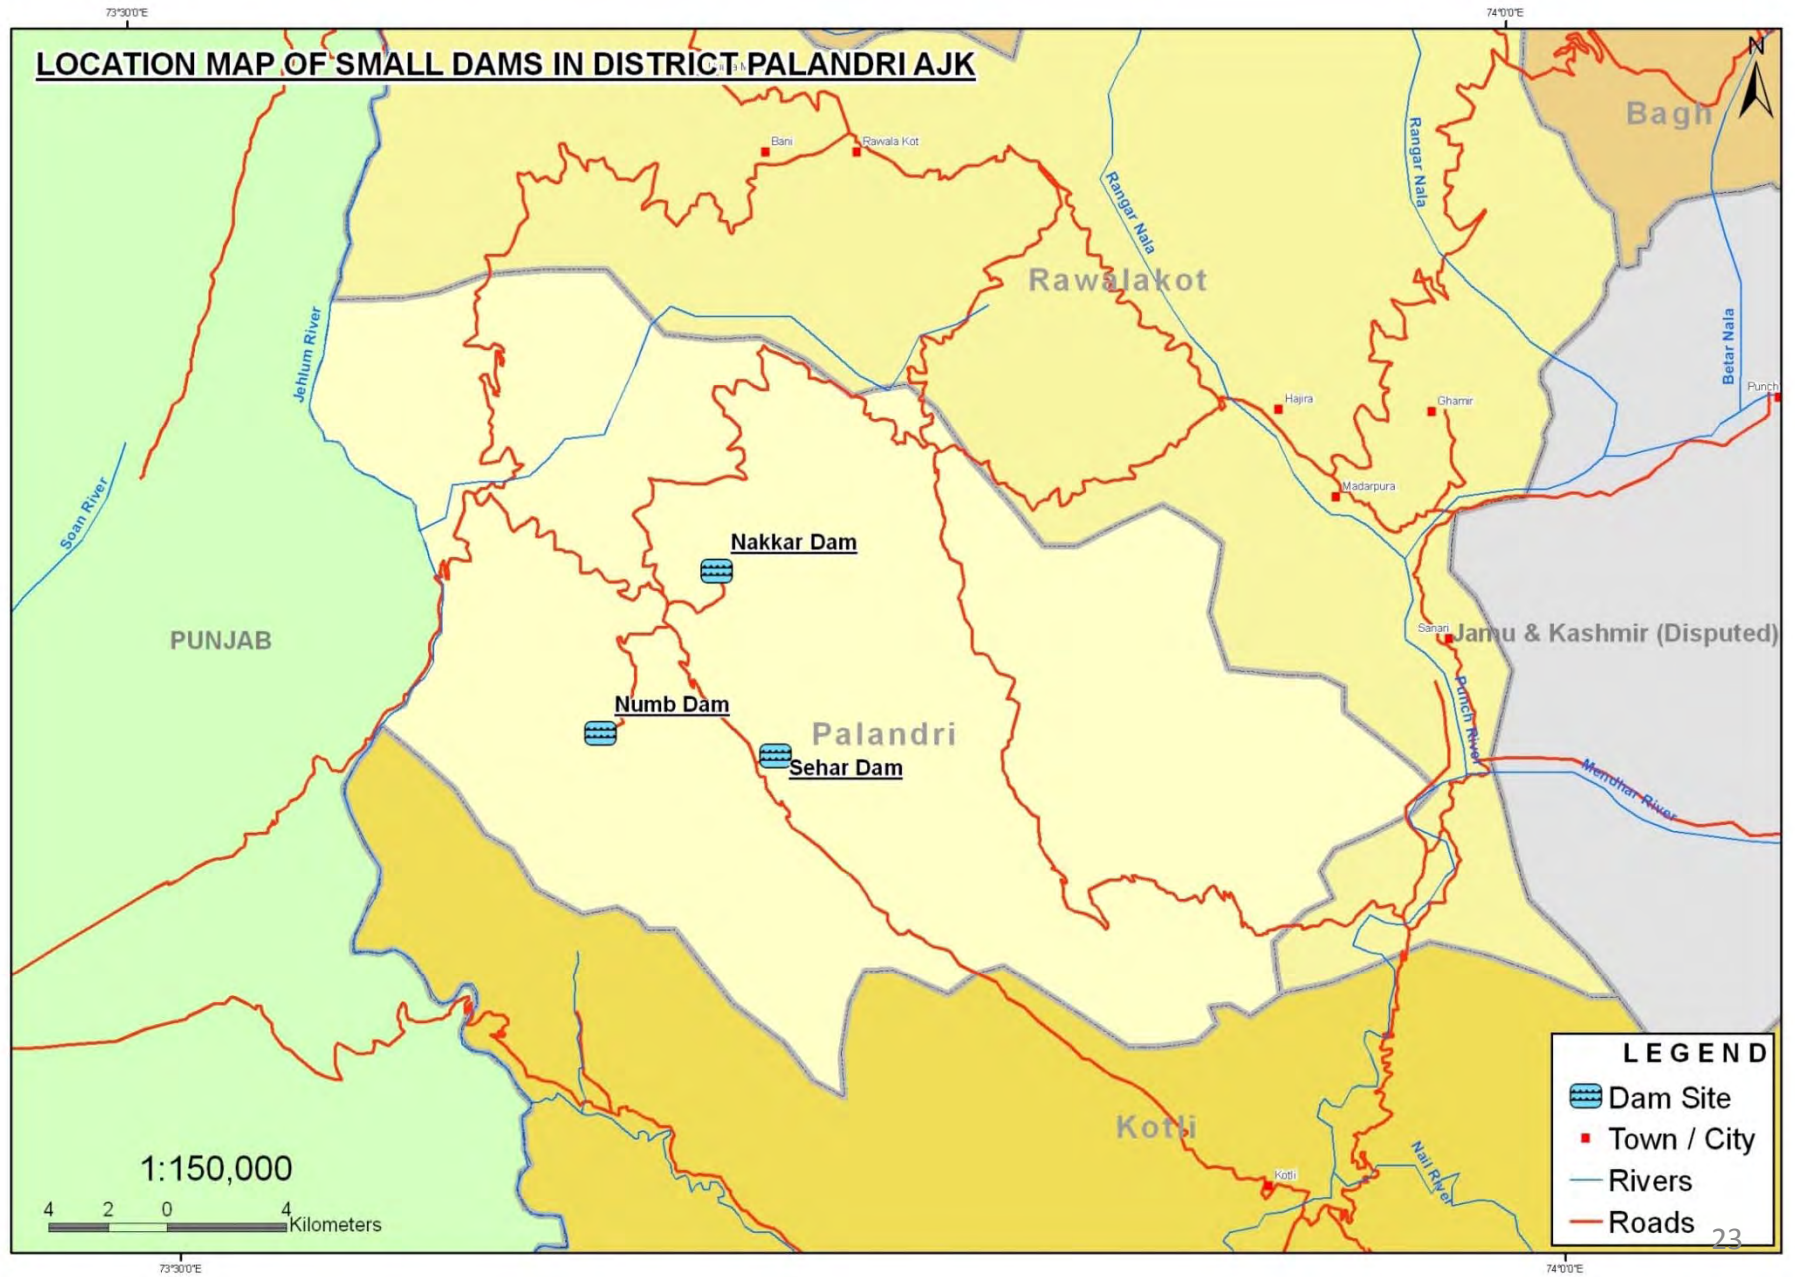 73°30'0"E
74°0'0"E
LOCATION MAP OF SMALL DAMS IN DISTRICT PALANDRI AJK
N
Bagh
Bani
Rawala Kot
Rangar Nala
Rangar Nala
Rawalakot
Jehlum River
Betar Nala
Punch
Hajira
Ghamir
Madarpura
Soan River
Nakkar Dam
PUNJAB
Sanari
Jamu & Kashmir (Disputed)
Numb Dam
Palandri
Sehar Dam
Punch River
Mendhar River
Kotli
Kotli
Nail River
1:150,000
4 2 0 4
Kilometers
LEGEND
Dam Site
Town / City
Rivers
Roads
23
73°30'0"E
74°0'0"E